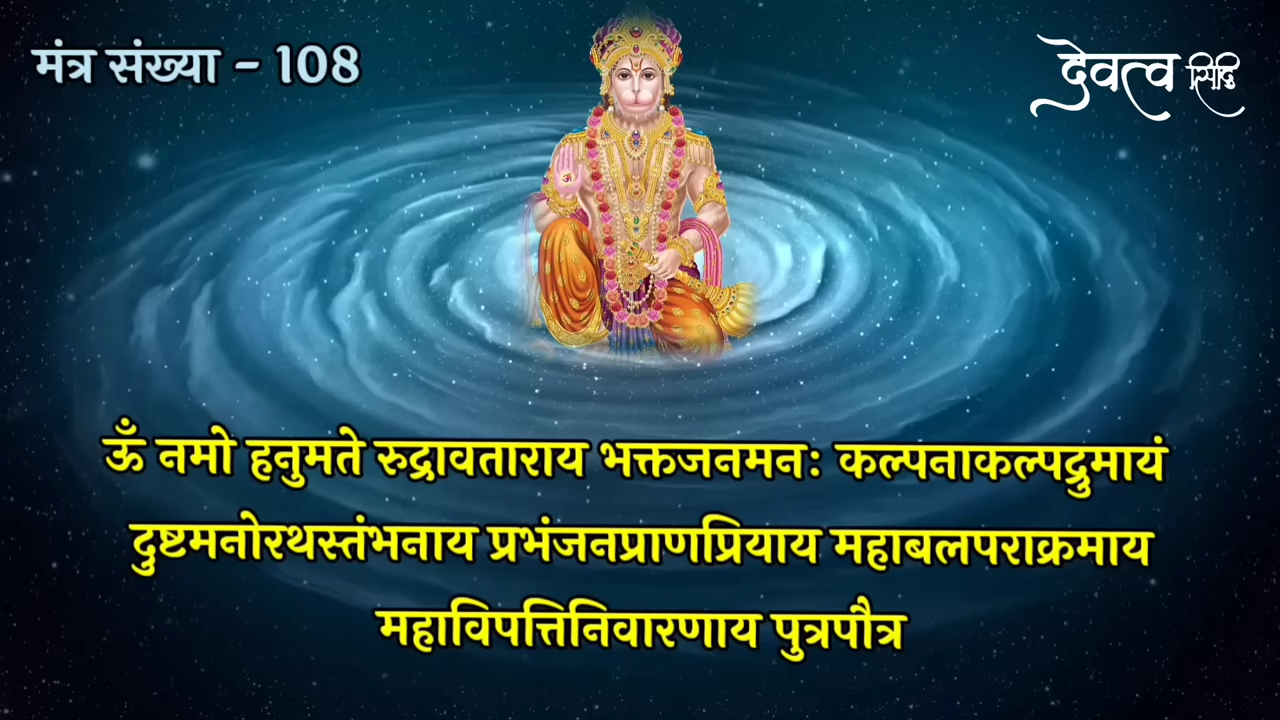 मंत्र संख्या - 108
देवत्व सिद्धि
ॐ
ऊँ नमो हनुमते रुद्रावताराय भक्तजनमनः कल्पनाकल्पद्रुमायं
दुष्टमनोरथस्तंभनाय प्रभंजनप्राणप्रियाय महाबलपराक्रमाय
महाविपत्तिनिवारणाय पुत्रपौत्र